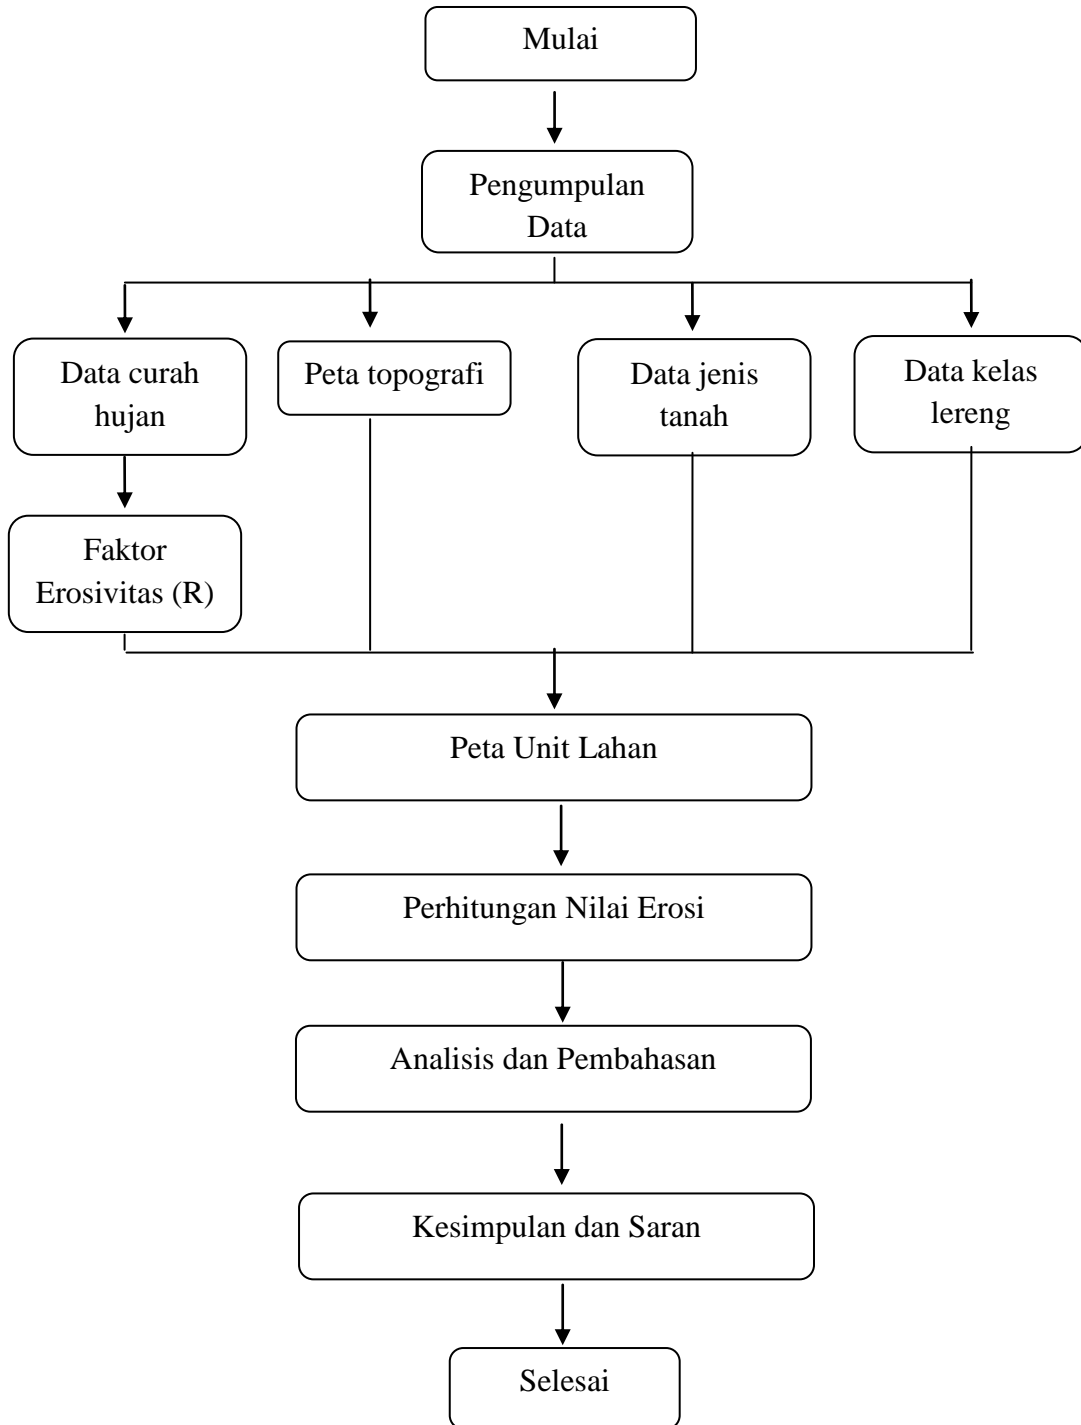 Mulai
Pengumpulan
Data
Data curah
hujan
Peta topografi
Data jenis
tanah
Data kelas
lereng
Faktor
Erosivitas (R)
Peta Unit Lahan
Perhitungan Nilai Erosi
Analisis dan Pembahasan
Kesimpulan dan Saran
Selesai